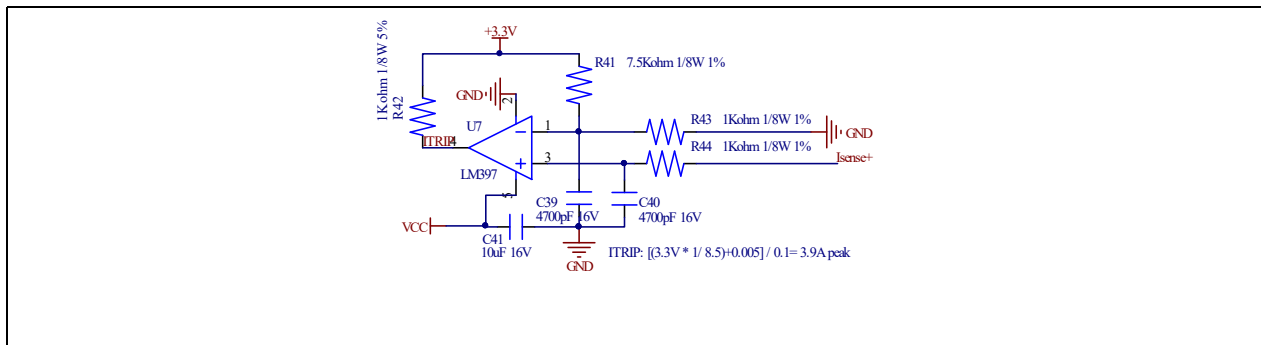 +3.3V
1Kohm 1/8W 5%
R42
R41 7.5Kohm 1/8W 1%
GND
2
U7
1
R43 1Kohm 1/8W 1%
GND
ITRIP
4
R44 1Kohm 1/8W 1%
3
Isense+
LM397
5
C39
4700pF 16V
C40
4700pF 16V
VCC
C41
10uF 16V
GND
ITRIP: [(3.3V * 1/ 8.5)+0.005] / 0.1= 3.9A peak